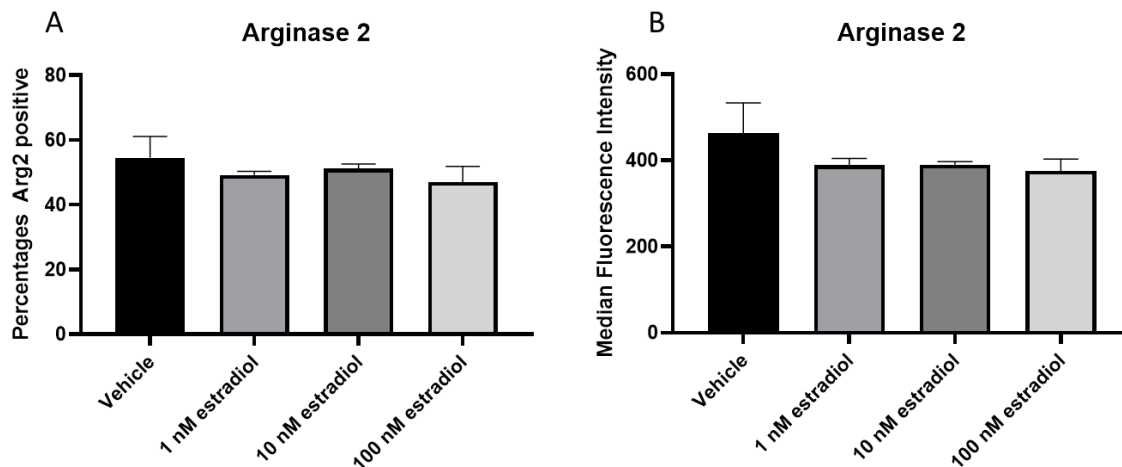 A
Arginase 2
Percentages Arg2 positive
80
60
40
20
0
Vehicle
1 nM estradiol
10 nM estradiol
100 nM estradiol
B
Arginase 2
Median Fluorescence Intensity
600
400
200
0
Vehicle
1 nM estradiol
10 nM estradiol
100 nM estradiol